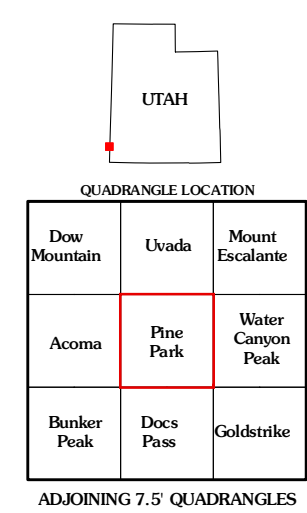 UTAH
QUADRANGLE LOCATION
Dow
Mountain
Uvada
Mount
Escalante
Acoma
Pine
Park
Water
Canyon
Peak
Bunker
Peak
Docs
Pass
Goldstrike
ADJOINING 7.5' QUADRANGLES